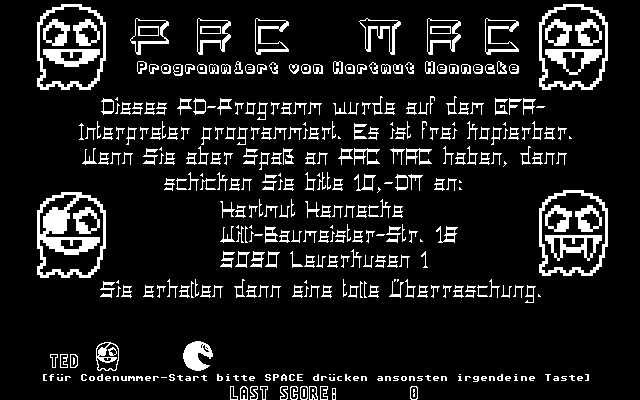 PAC MAC
Programmiert von Hartmut Hennecke
Dieses PD-Programm wurde auf dem GFA-
Interpreter programmiert. Es ist frei kopierbar.
Wenn Sie aber Spaß an PAC MAC haben, dann
schicken Sie bitte 10,-DM an:
Hartmut Hennecke
Willi-Baumeister-Str. 18
5090 Leverkusen 1
Sie erhalten dann eine tolle Überraschung.
TED
[für Codenummer-Start bitte SPACE drücken ansonsten irgendeine Taste]
LAST SCORE: 0